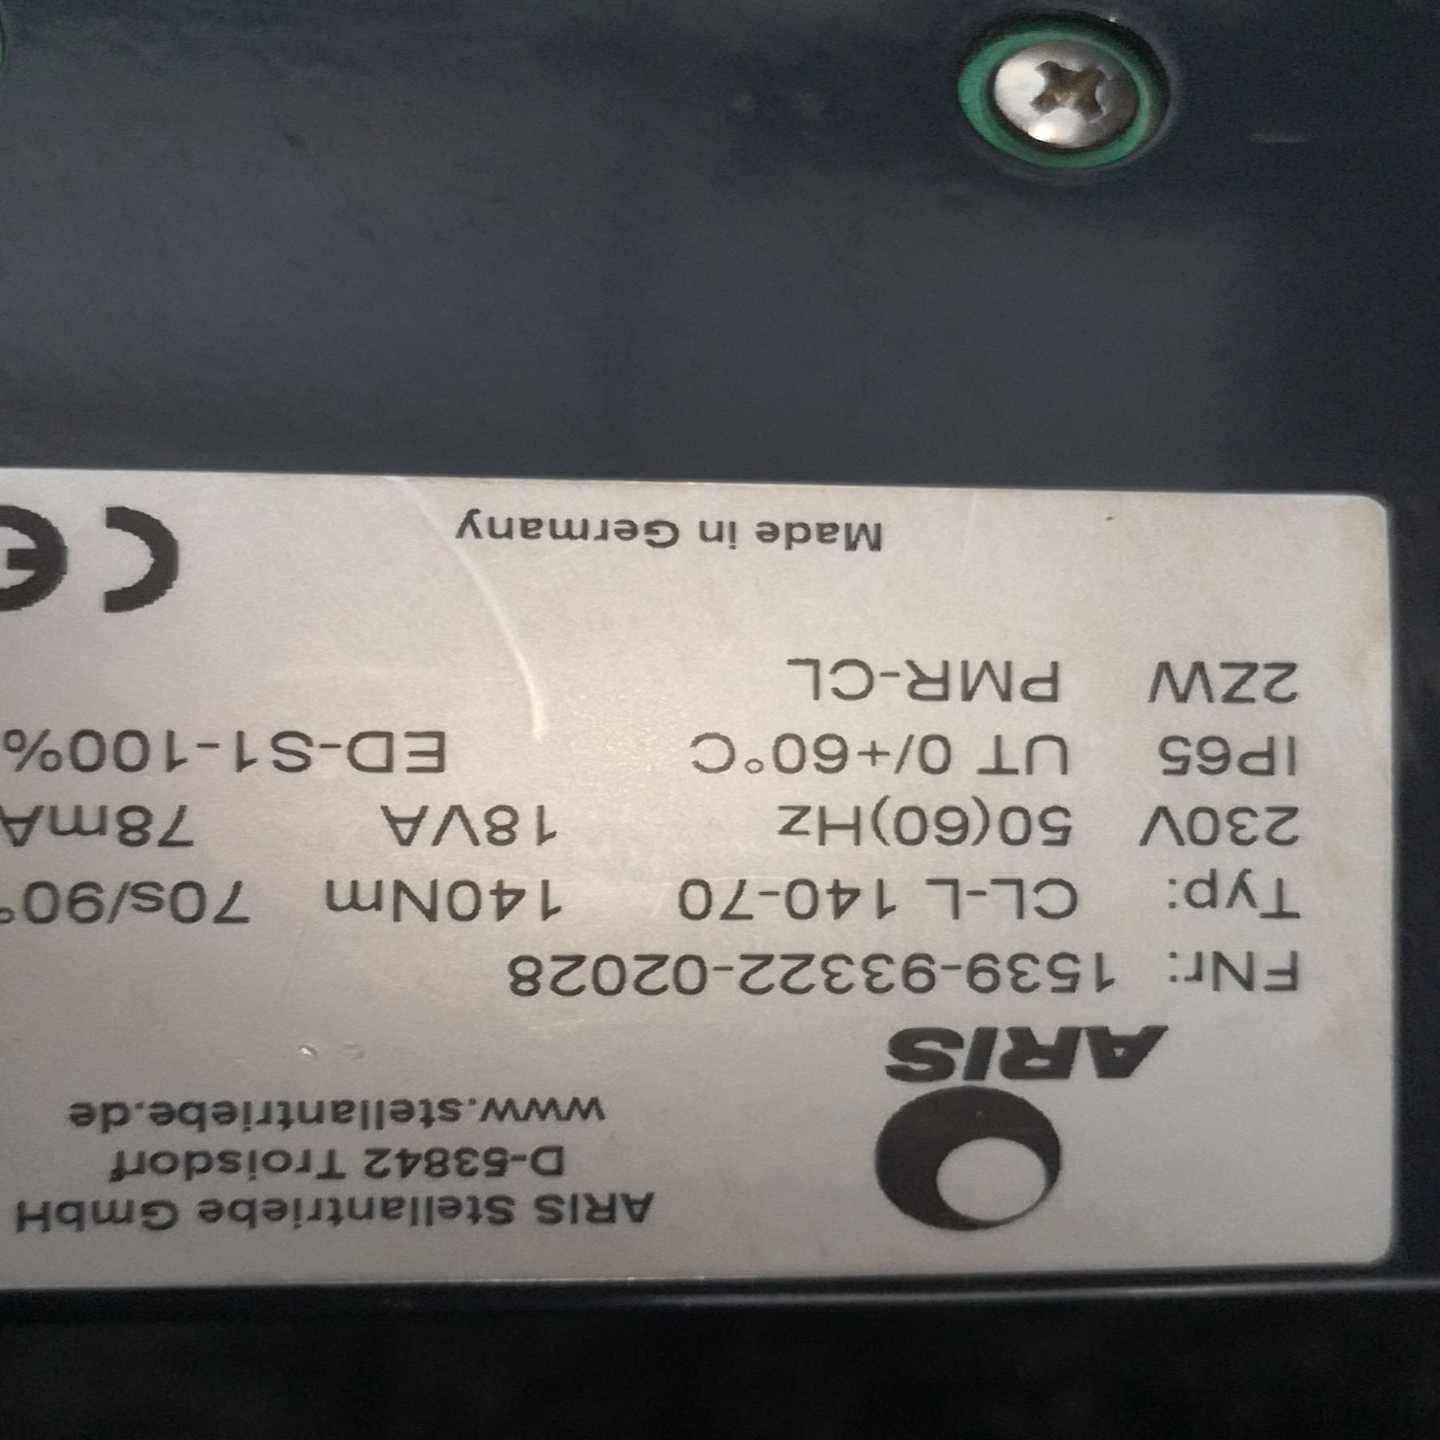 ARIS Stellantriebe GmbH
D-53842 Troisdorf
www.stellantriebe.de
ARIS
FNr: 1539-93322-02028
Typ: CL-L 140-70 140Nm 70s/90°
230V 50(60)Hz 18VA 78mA
IP65 UT 0/+60°C ED-S1-100%
2ZW PMR-CL
Made in Germany
CE